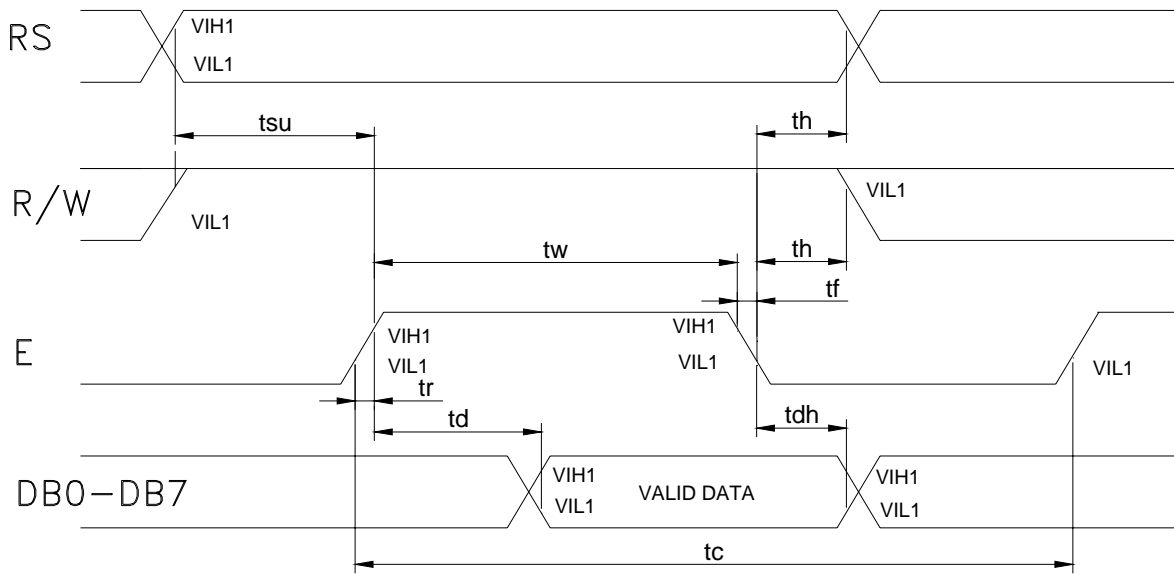 RS
VIH1
VIL1
tsu
th
R/W
VIL1
VIL1
tw
th
tf
E
VIH1
VIL1
VIH1
VIL1
VIL1
tr
td
tdh
DB0-DB7
VIH1
VIL1
VALID DATA
VIH1
VIL1
tc